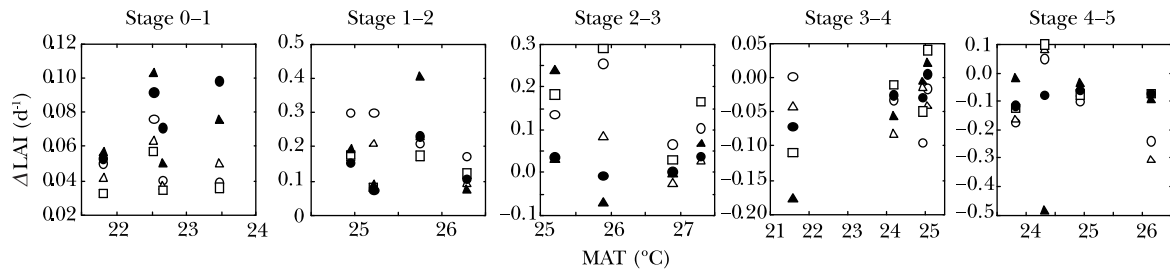 Stage 0–1 Stage 1–2 Stage 2–3 Stage 3–4 Stage 4–5
0.12 0.5 0.3 0.05 0.1
0.10 0.4 0.2 −0.00 −0.0
0.08 0.3 0.1 −0.05 −0.1
0.06 0.2 0.0 −0.10 −0.2
0.04 0.1 −0.1 −0.15 −0.3
0.02 0 −0.20 −0.4
−0.5
ΔLAI (d⁻¹)
22 23 24 25 26 25 26 27 21 22 23 24 25 24 25 26
MAT (ºC)